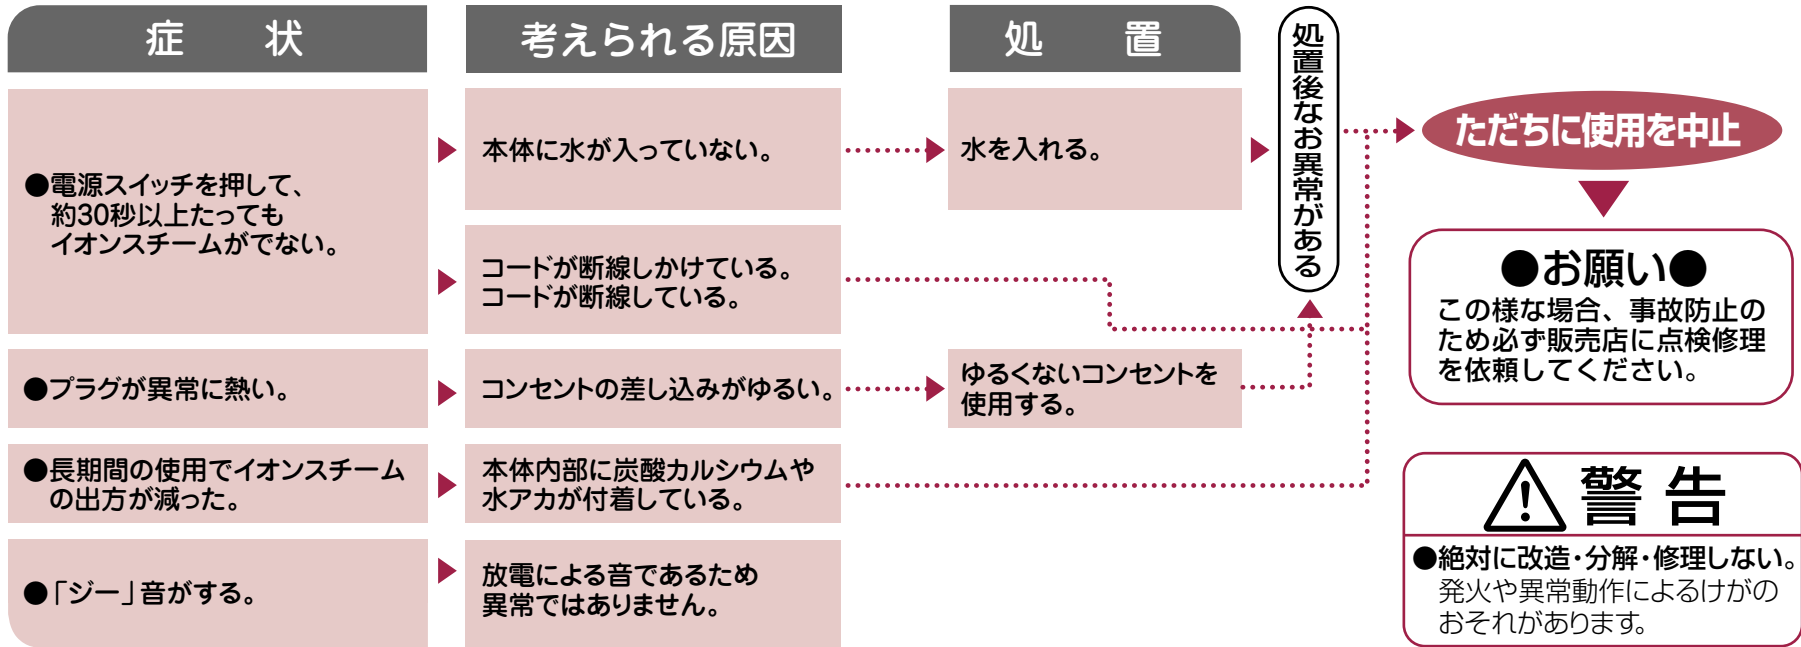 症状
考えられる原因
処置
処置後なお異常がある
●電源スイッチを押して、
約30秒以上たっても
イオンスチームがでない。
本体に水が入っていない。
水を入れる。
コードが断線しかけている。
コードが断線している。
●プラグが異常に熱い。
コンセントの差し込みがゆるい。
ゆるくないコンセントを
使用する。
●長期間の使用でイオンスチーム
の出方が減った。
本体内部に炭酸カルシウムや
水アカが付着している。
●「ジー」音がする。
放電による音であるため
異常ではありません。
ただちに使用を中止
●お願い●
この様な場合、事故防止の
ため必ず販売店に点検修理
を依頼してください。
警告
●絶対に改造・分解・修理しない。
発火や異常動作によるけがの
おそれがあります。